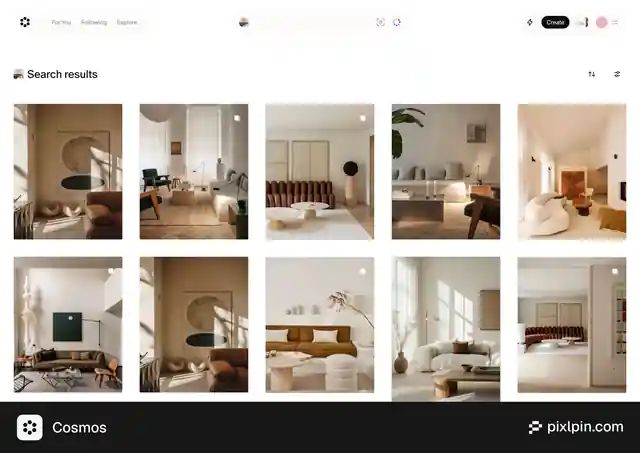 For You Following Explore
Create
Search results
Cosmos
pixlpin.com